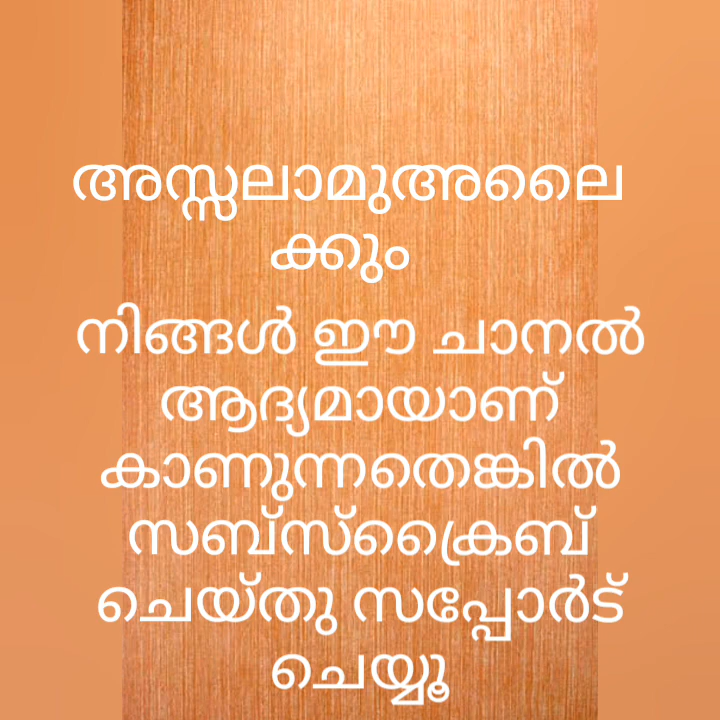 അസ്സലാമുഅലൈ
ക്കും
നിങ്ങൾ ഈ ചാനൽ
ആദ്യമായാണ്
കാണുന്നതെങ്കിൽ
സബ്സ്ക്രൈബ്
ചെയ്തു സപ്പോർട്
ചെയ്യൂ